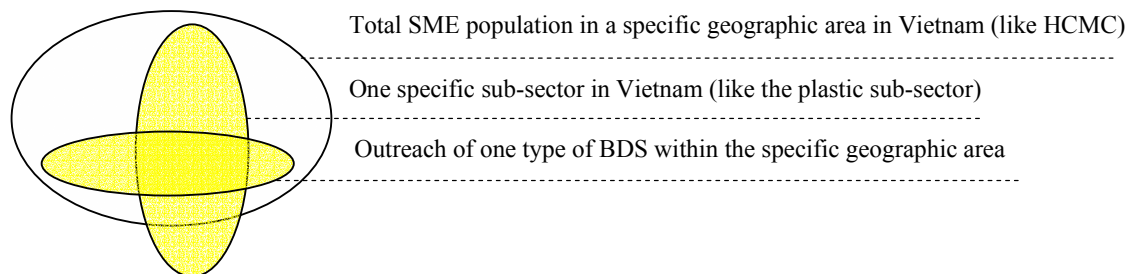 Total SME population in a specific geographic area in Vietnam (like HCMC)
One specific sub-sector in Vietnam (like the plastic sub-sector)
Outreach of one type of BDS within the specific geographic area